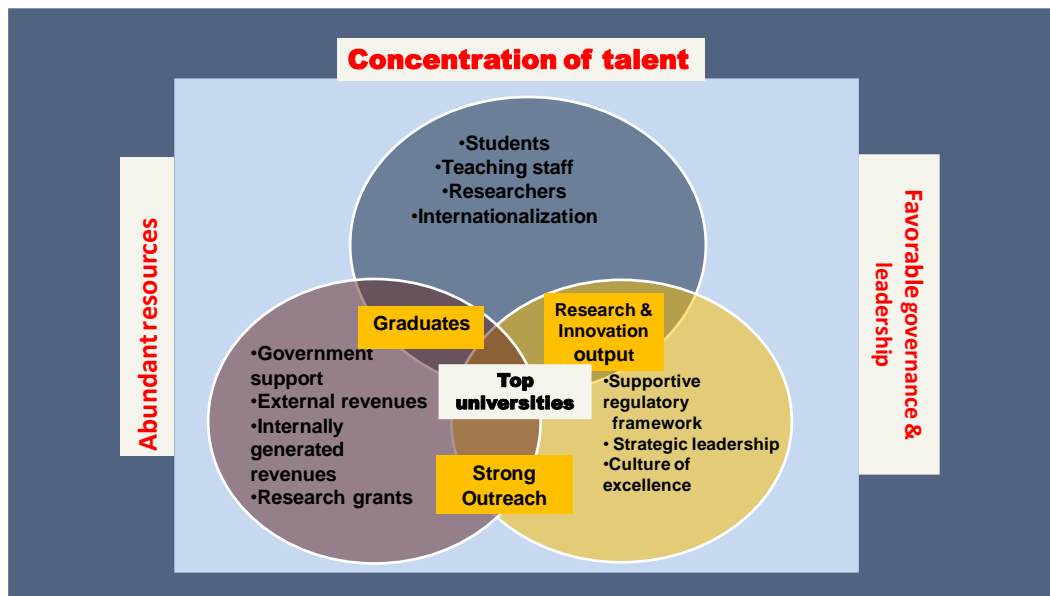 Concentration of talent
•Students
•Teaching staff
•Researchers
•Internationalization
Abundant resources
Favorable governance &
leadership
Graduates
Research &
Innovation
output
•Government
support
•External revenues
•Internally
generated
revenues
•Research grants
Top
universities
•Supportive
regulatory
framework
• Strategic leadership
•Culture of
excellence
Strong
Outreach